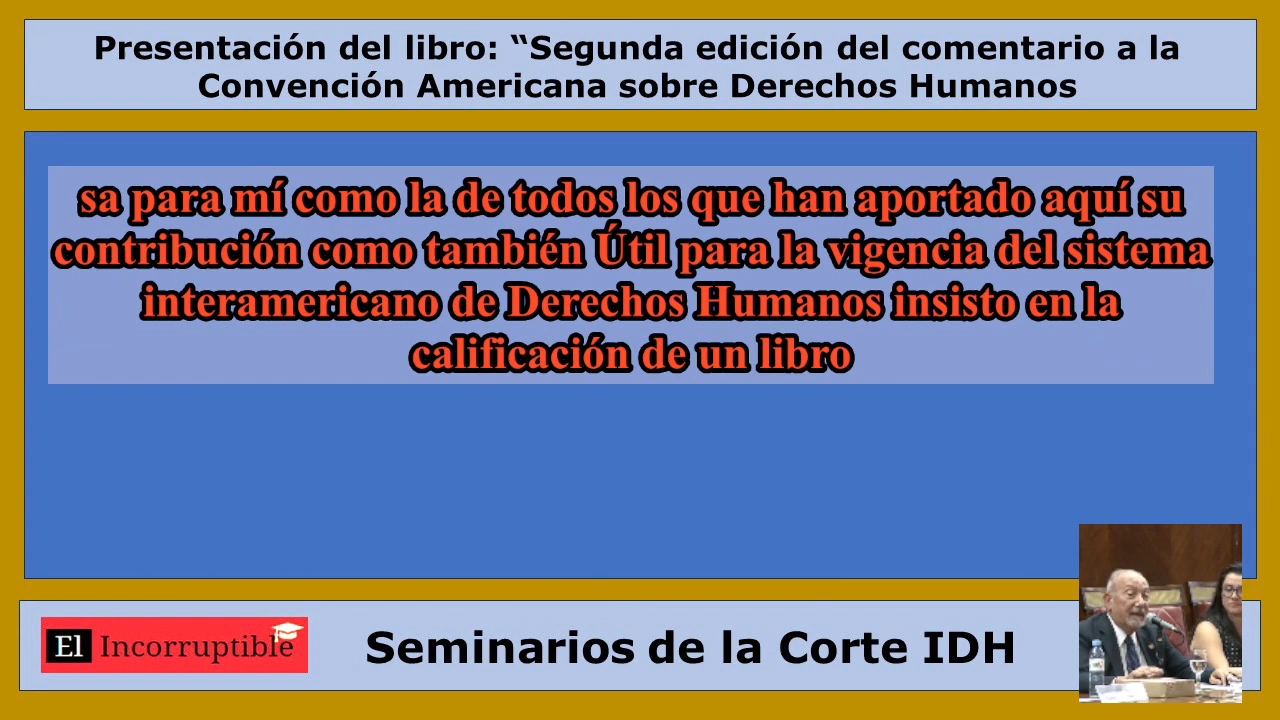 Presentación del libro: “Segunda edición del comentario a la
Convención Americana sobre Derechos Humanos
sa para mí como la de todos los que han aportado aquí su
contribución como también Útil para la vigencia del sistema
interamericano de Derechos Humanos insisto en la
calificación de un libro
El Incorruptible
Seminarios de la Corte IDH